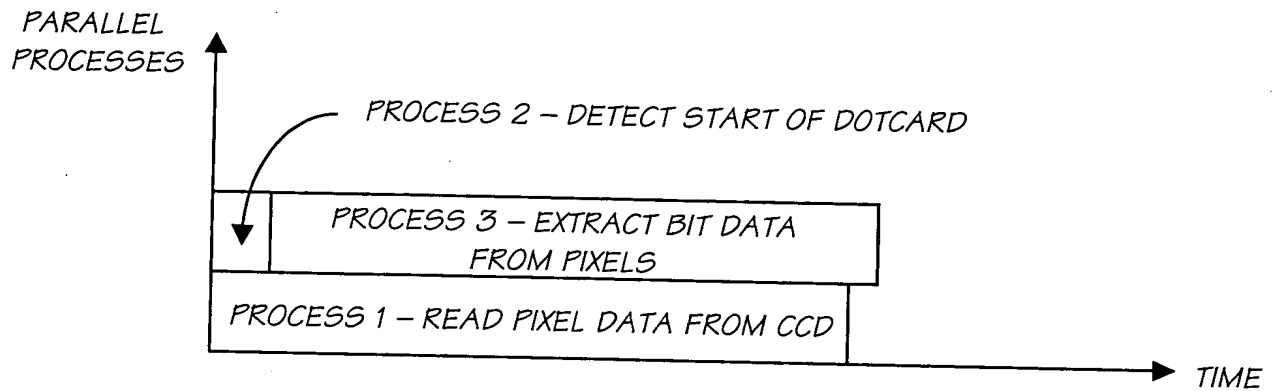 PARALLEL
PROCESSES
PROCESS 2 – DETECT START OF DOTCARD
PROCESS 3 – EXTRACT BIT DATA
FROM PIXELS
PROCESS 1 – READ PIXEL DATA FROM CCD
TIME